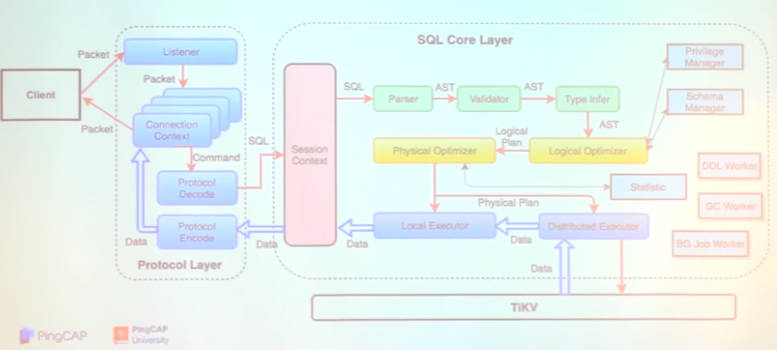 SQL Core Layer
Listener
Packet
Client
Packet
Connection
Context
Packet
Command
SQL
Protocol
Decode
Protocol
Encode
Data
Data
Protocol Layer
Session
Context
SQL
Parser
AST
Validator
AST
Type Infer
AST
Privilege
Manager
Schema
Manager
Physical Optimizer
Logical
Plan
Logical Optimizer
DDL Worker
Statistic
Physical Plan
GC Worker
Local Executor
Distributed Executor
Data
Data
BG Job Worker
Data
TiKV
PingCAP
PingCAP
University